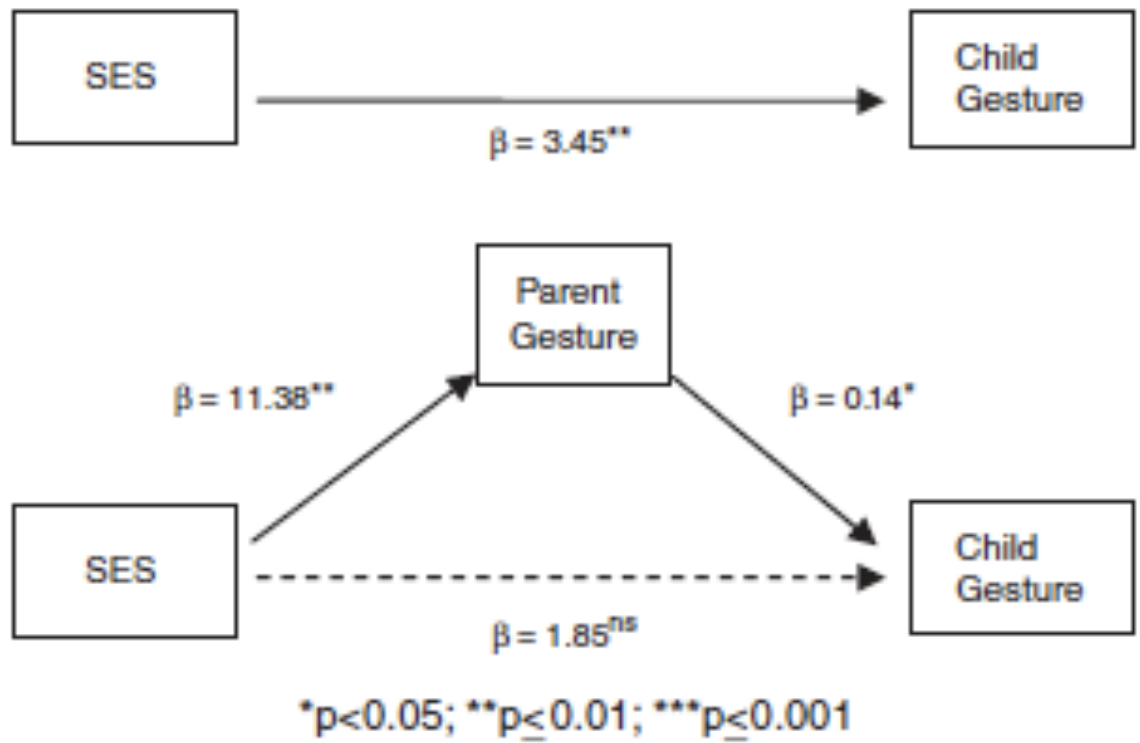 SES
Child
Gesture
β = 3.45**
Parent
Gesture
β = 11.38**
β = 0.14*
SES
Child
Gesture
β = 1.85ns
*p<0.05; **p≤0.01; ***p≤0.001